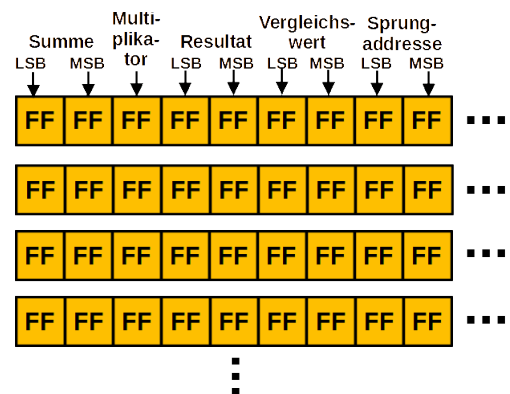 Summe
Multi-
plika-
tor
Resultat
Vergleichs-
wert
Sprung-
addresse
LSB MSB LSB MSB LSB MSB LSB MSB
FF FF FF FF FF FF FF FF FF
FF FF FF FF FF FF FF FF FF
FF FF FF FF FF FF FF FF FF
FF FF FF FF FF FF FF FF FF